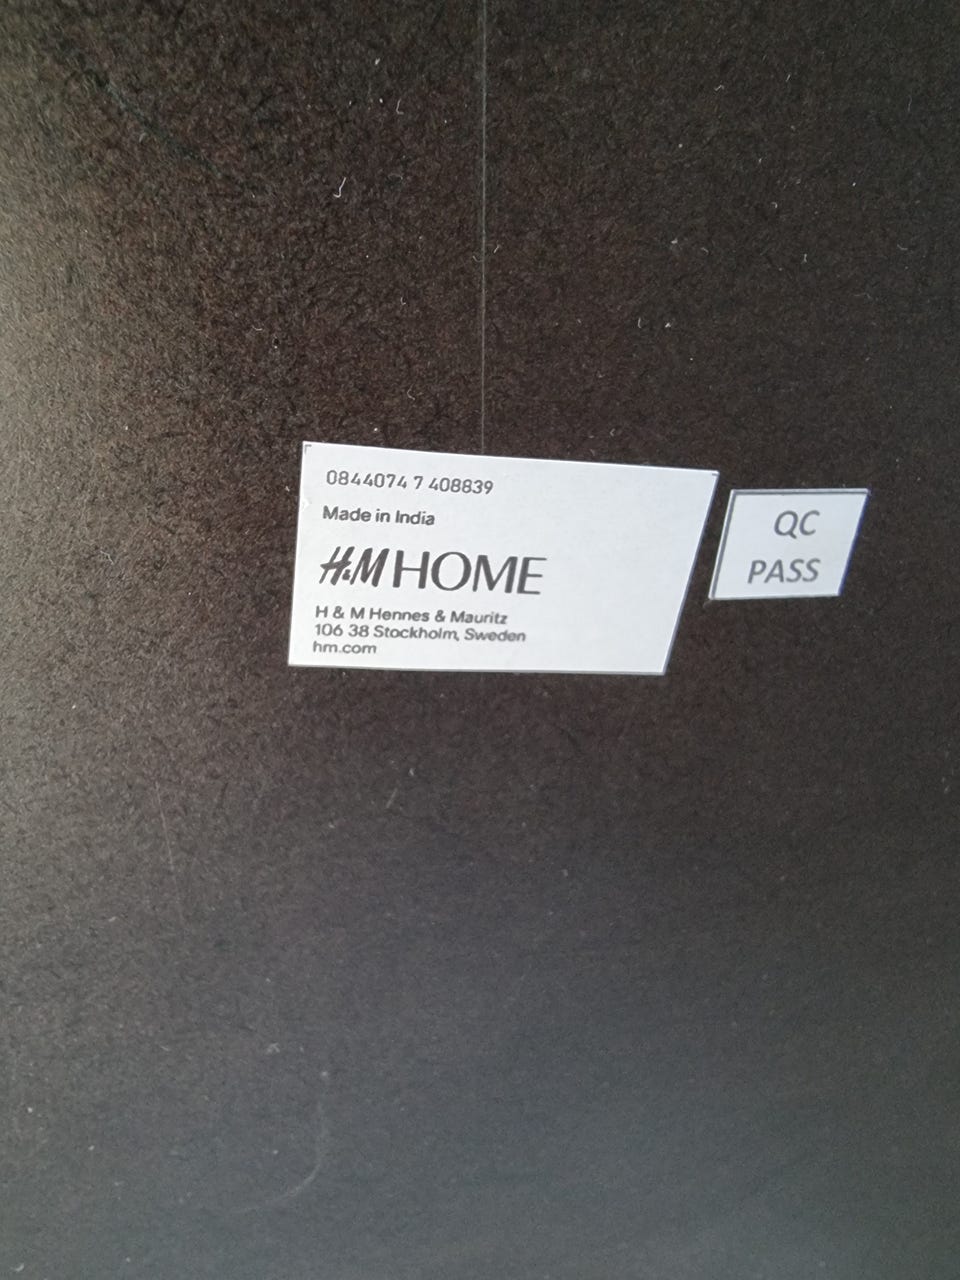 0844074 7 408839
Made in India
H&M HOME
H & M Hennes & Mauritz
106 38 Stockholm, Sweden
hm.com
QC
PASS